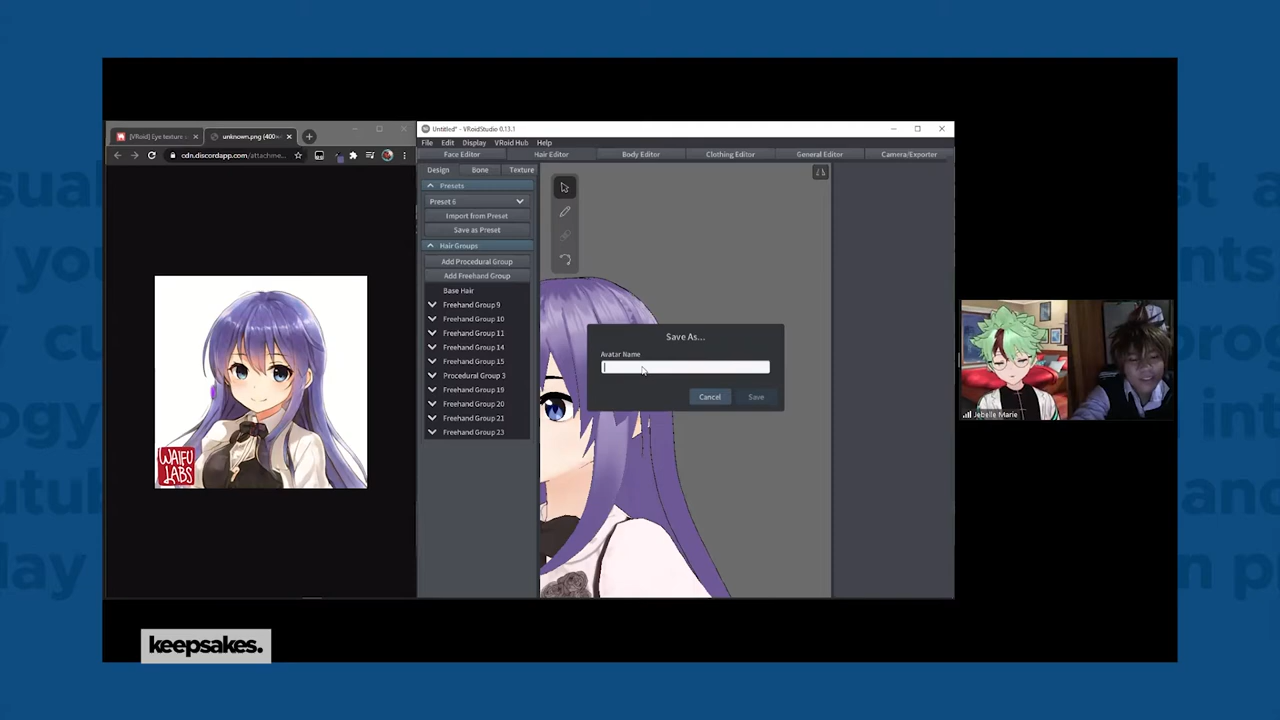 [VRoid] Eye texture
unknown.png (400×
cdn.discordapp.com/attachme...
WAIFU
LABS
Untitled* - VRoidStudio 0.13.1
File Edit Display VRoid Hub Help
Face Editor Hair Editor Body Editor Clothing Editor General Editor Camera/Exporter
Design Bone Texture
Presets
Preset 6
Import from Preset
Save as Preset
Hair Groups
Add Procedural Group
Add Freehand Group
Base Hair
Freehand Group 9
Freehand Group 10
Freehand Group 11
Freehand Group 14
Freehand Group 15
Procedural Group 3
Freehand Group 19
Freehand Group 20
Freehand Group 21
Freehand Group 23
Save As...
Avatar Name
Cancel Save
Jebelle Marie
keepsakes.